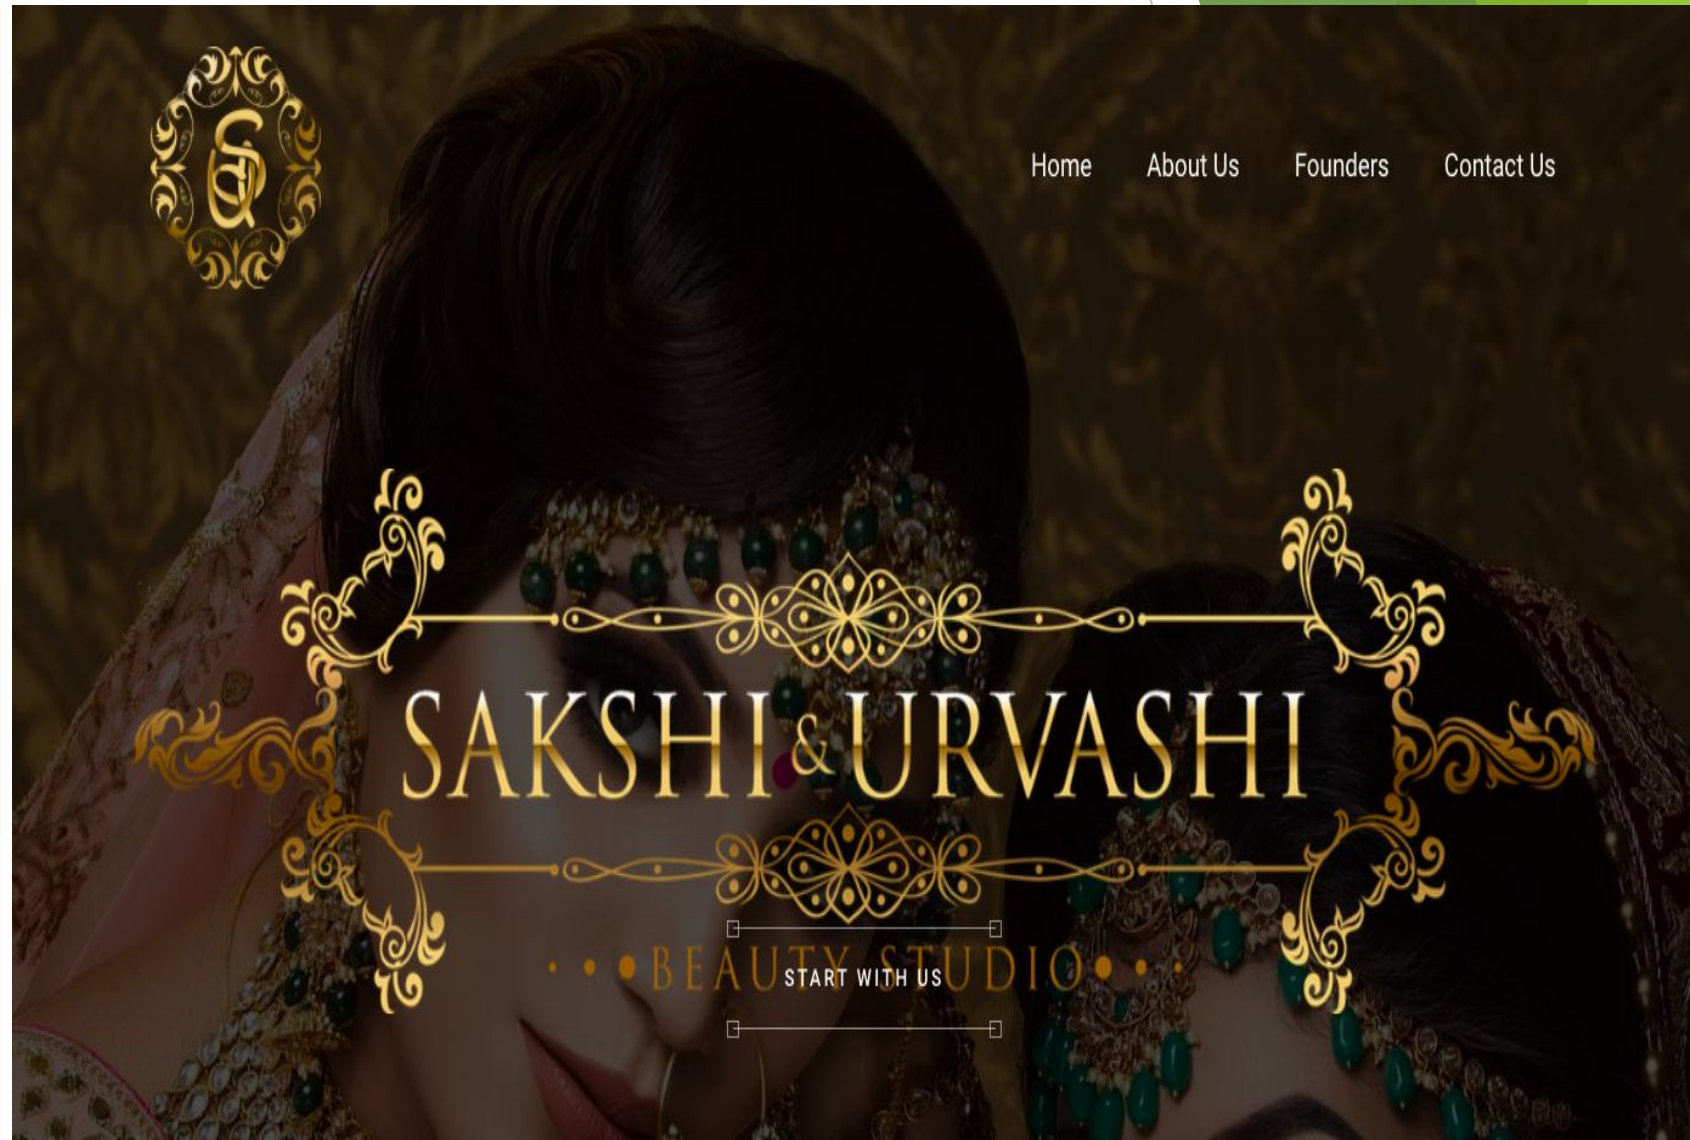 Home About Us Founders Contact Us
SAKSHI & URVASHI
BEAUTY STUDIO
START WITH US